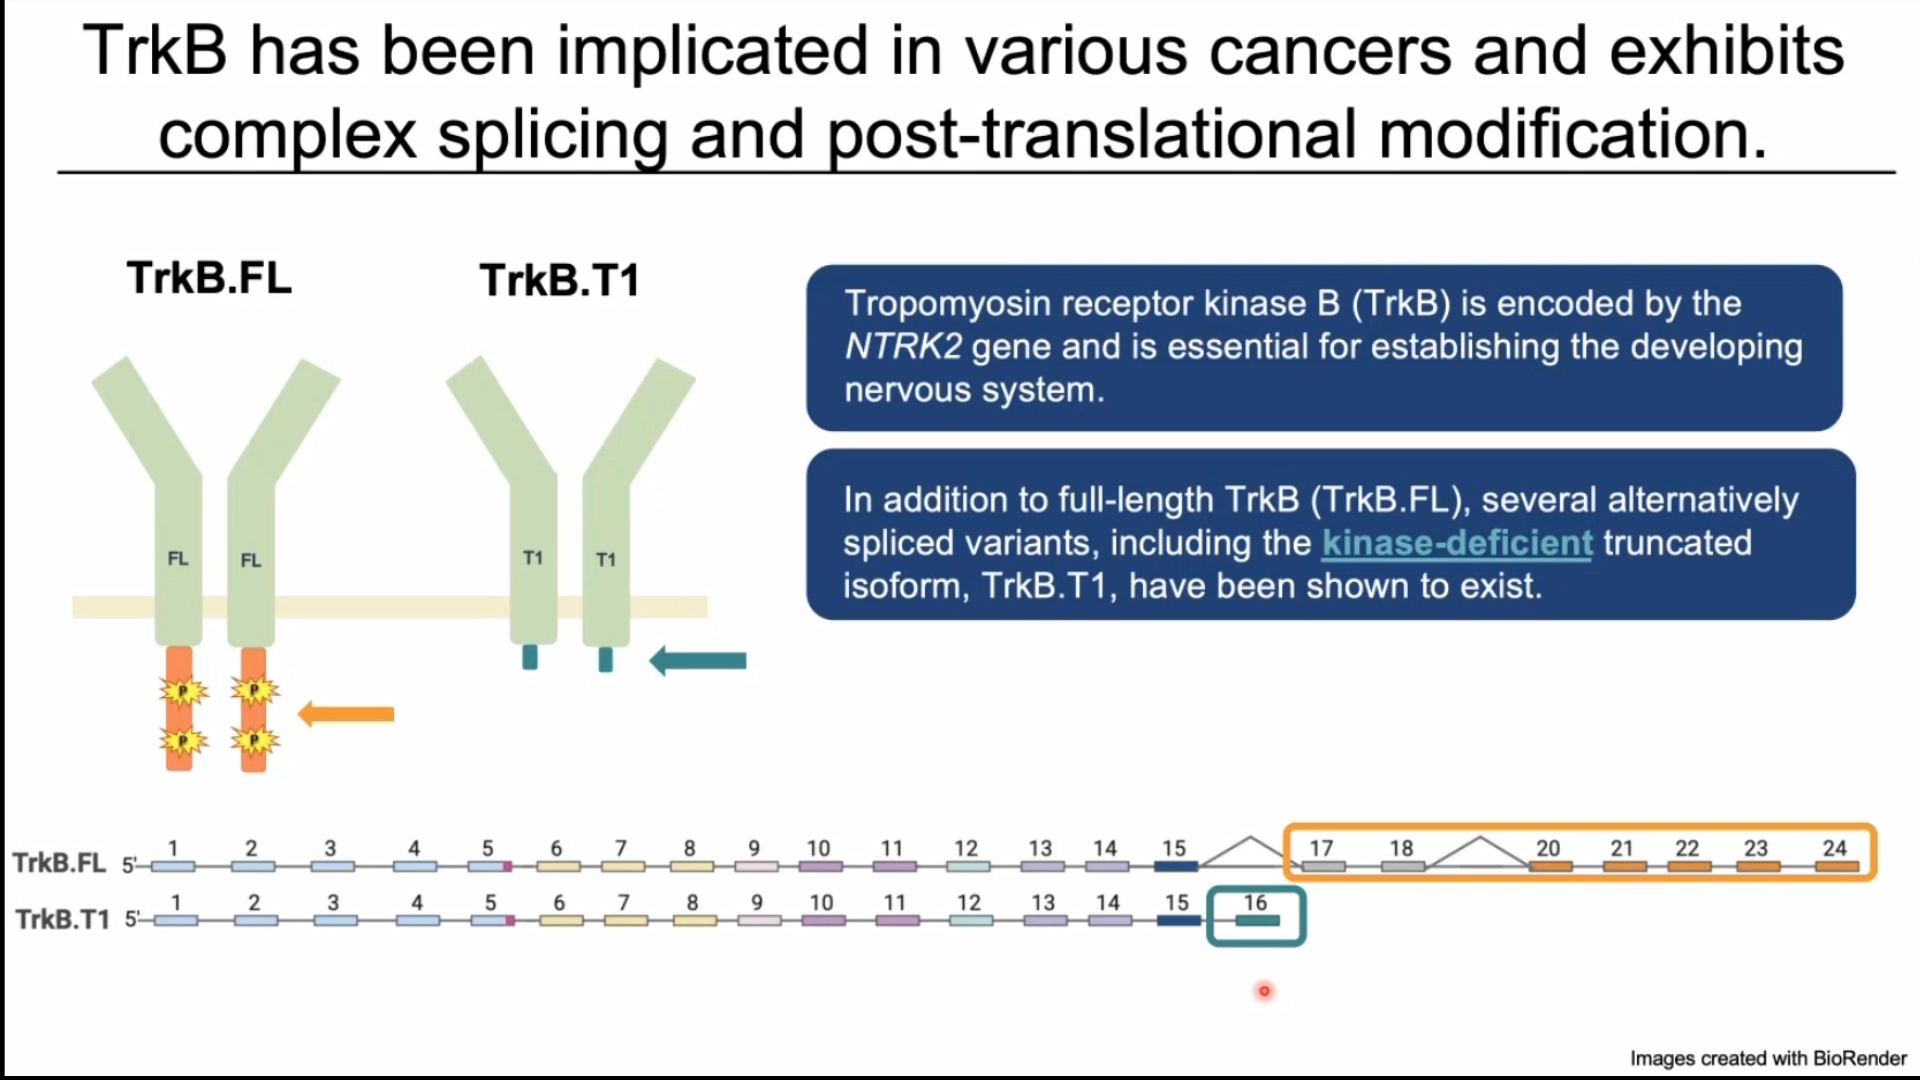 TrkB has been implicated in various cancers and exhibits
complex splicing and post-translational modification.
TrkB.FL
TrkB.T1
FL
FL
T1
T1
P
P
P
P
Tropomyosin receptor kinase B (TrkB) is encoded by the
NTRK2 gene and is essential for establishing the developing
nervous system.
In addition to full-length TrkB (TrkB.FL), several alternatively
spliced variants, including the kinase-deficient truncated
isoform, TrkB.T1, have been shown to exist.
1 2 3 4 5 6 7 8 9 10 11 12 13 14 15 17 18 20 21 22 23 24
TrkB.FL 5'
1 2 3 4 5 6 7 8 9 10 11 12 13 14 15 16
TrkB.T1 5'
Images created with BioRender